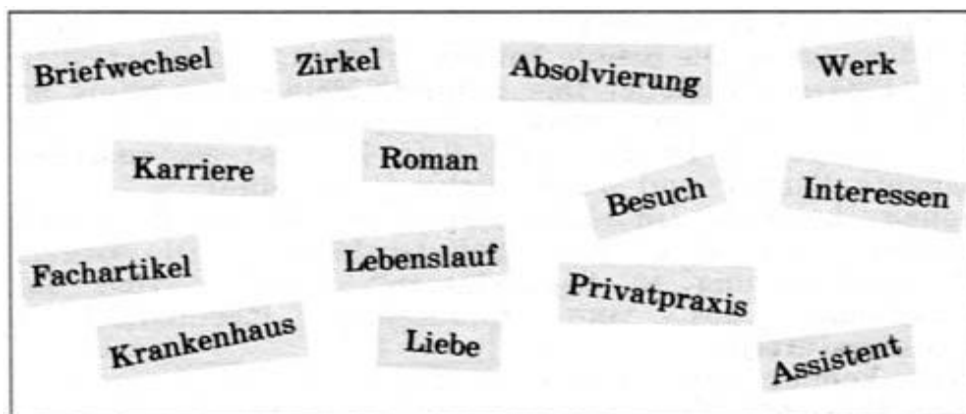 Briefwechsel Zirkel Absolvierung Werk
Karriere Roman Besuch Interessen
Fachartikel Lebenslauf Privatpraxis
Krankenhaus Liebe Assistent